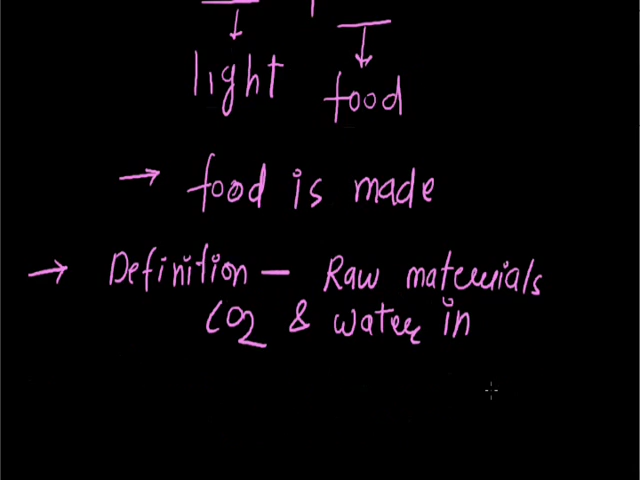 light food
→ food is made
→ Definition — Raw materials
CO2 & water in